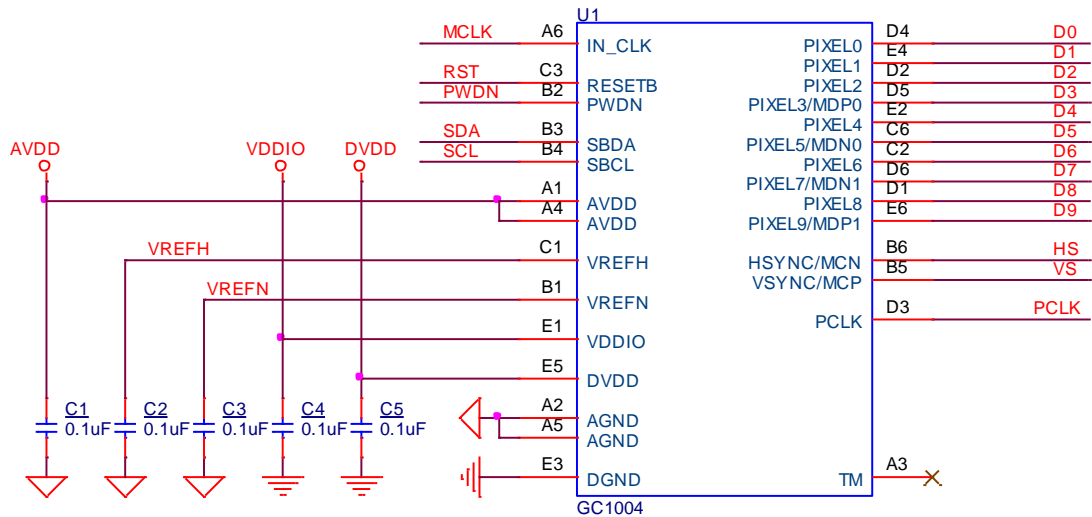 U1
MCLK A6 IN_CLK PIXEL0 D4 D0
PIXEL1 E4 D1
RST C3 RESETB PIXEL2 D2 D2
PWDN B2 PWDN PIXEL3/MDP0 D5 D3
PIXEL4 E2 D4
SDA B3 SBDA PIXEL5/MDN0 C6 D5
SCL B4 SBCL PIXEL6 C2 D6
AVDD VDDIO DVDD
PIXEL7/MDN1 D6 D7
A1 AVDD PIXEL8 D1 D8
A4 AVDD PIXEL9/MDP1 E6 D9
VREFH C1 VREFH HSYNC/MCN B6 HS
VSYNC/MCP B5 VS
VREFN B1 VREFN
PCLK D3 PCLK
E1 VDDIO
E5 DVDD
C1 C2 C3 C4 C5
0.1uF 0.1uF 0.1uF 0.1uF 0.1uF
A2 AGND
A5 AGND
E3 DGND TM A3
GC1004